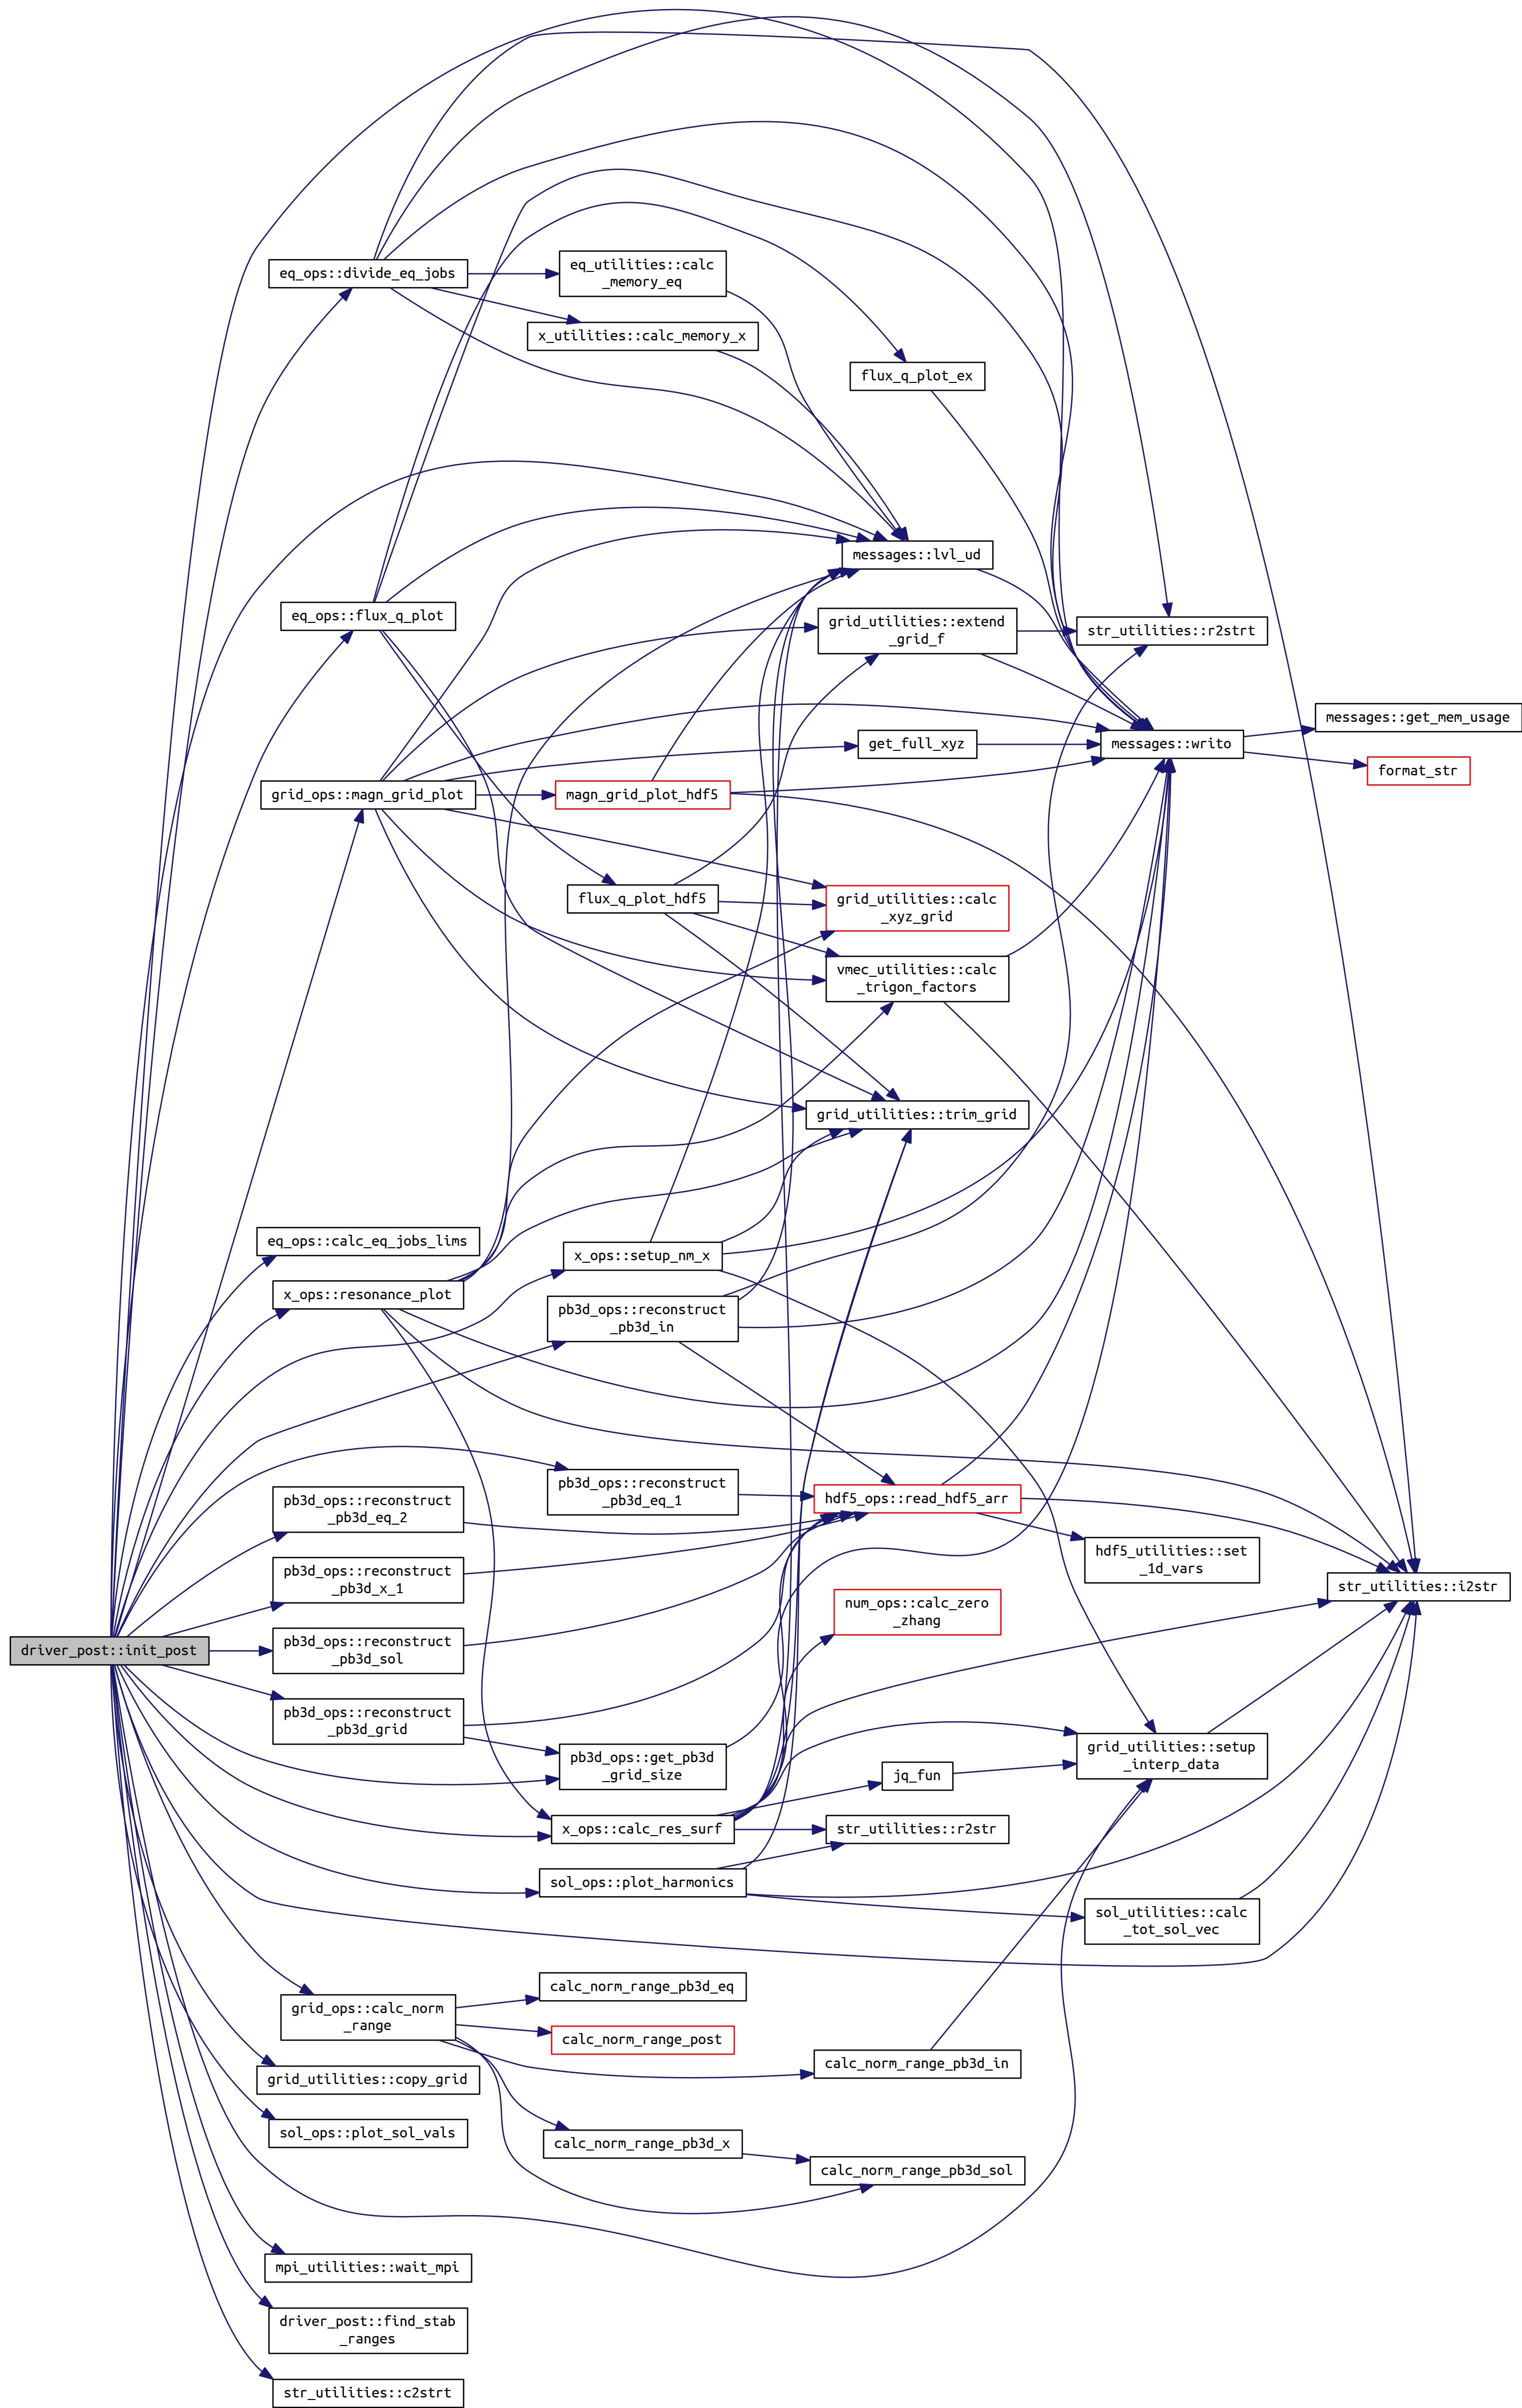 eq_ops::divide_eq_jobs
eq_utilities::calc
_memory_eq
x_utilities::calc_memory_x
flux_q_plot_ex
messages::lvl_ud
eq_ops::flux_q_plot
grid_utilities::extend
_grid_f
str_utilities::r2strt
messages::get_mem_usage
get_full_xyz
messages::writo
format_str
grid_ops::magn_grid_plot
magn_grid_plot_hdf5
flux_q_plot_hdf5
grid_utilities::calc
_xyz_grid
vmec_utilities::calc
_trigon_factors
grid_utilities::trim_grid
eq_ops::calc_eq_jobs_lims
x_ops::setup_nm_x
x_ops::resonance_plot
pb3d_ops::reconstruct
_pb3d_in
pb3d_ops::reconstruct
_pb3d_eq_1
hdf5_ops::read_hdf5_arr
pb3d_ops::reconstruct
_pb3d_eq_2
hdf5_utilities::set
_1d_vars
pb3d_ops::reconstruct
_pb3d_x_1
str_utilities::i2str
num_ops::calc_zero
_zhang
driver_post::init_post
pb3d_ops::reconstruct
_pb3d_sol
pb3d_ops::reconstruct
_pb3d_grid
pb3d_ops::get_pb3d
_grid_size
grid_utilities::setup
_interp_data
jq_fun
x_ops::calc_res_surf
str_utilities::r2str
sol_ops::plot_harmonics
sol_utilities::calc
_tot_sol_vec
calc_norm_range_pb3d_eq
grid_ops::calc_norm
_range
calc_norm_range_post
calc_norm_range_pb3d_in
grid_utilities::copy_grid
sol_ops::plot_sol_vals
calc_norm_range_pb3d_x
calc_norm_range_pb3d_sol
mpi_utilities::wait_mpi
driver_post::find_stab
_ranges
str_utilities::c2strt